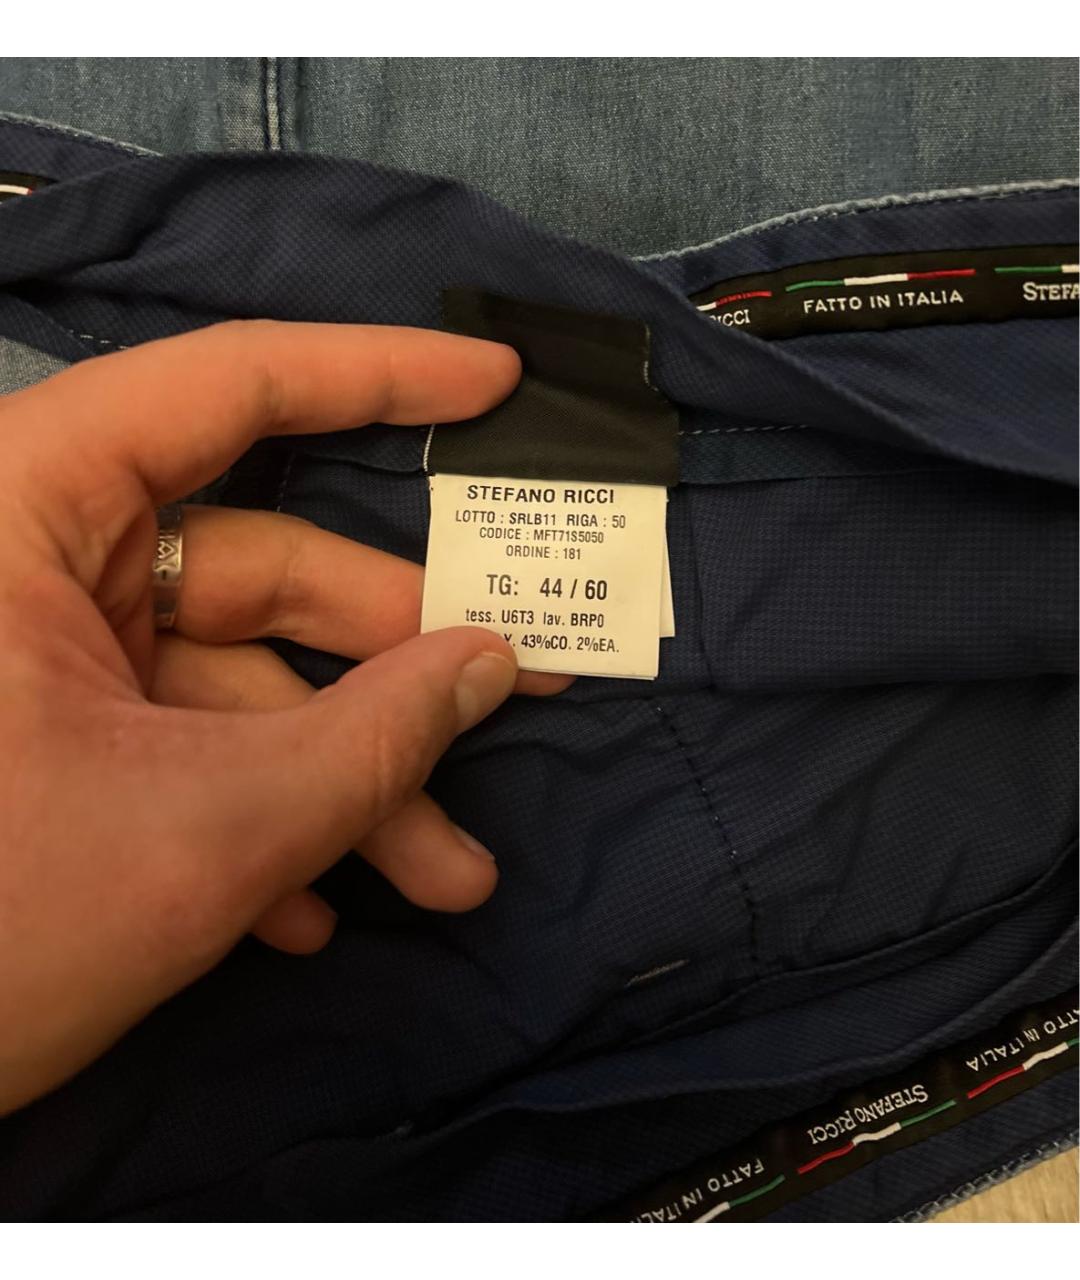 RICCI
FATTO IN ITALIA
STEFA
STEFANO RICCI
LOTTO : SRLB11 RIGA : 50
CODICE : MFT71S5050
ORDINE : 181
TG: 44 / 60
tess. U6T3 lav. BRP0
Y. 43%CO. 2%EA.
FATTO IN ITALIA
STEFANO RICCI
FATTO IN ITALIA